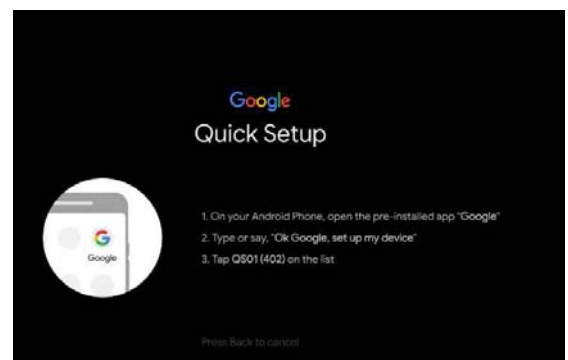 Google
Quick Setup
1. On your Android Phone, open the pre-installed app "Google"
2. Type or say, "Ok Google, set up my device"
3. Tap QS01 (402) on the list
G
Google
Press Back to cancel